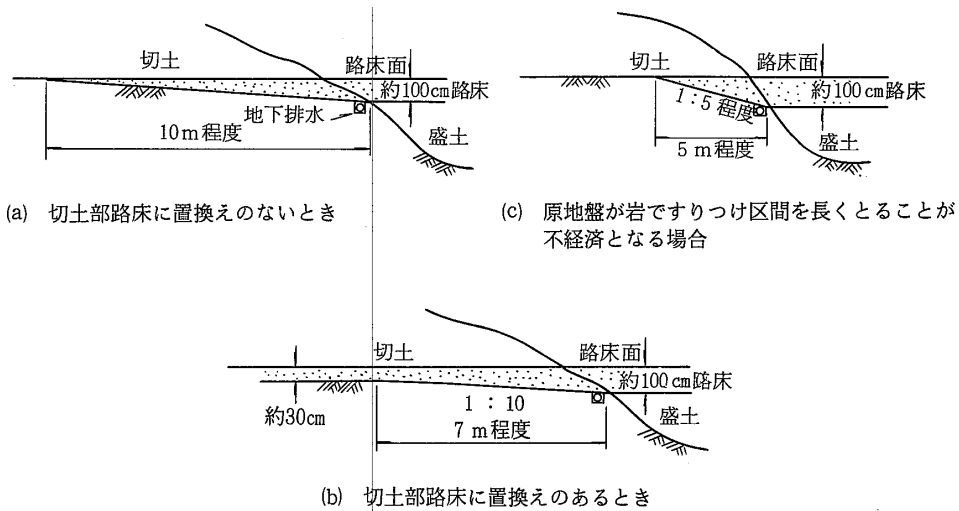 切土
路床面
約100cm路床
地下排水
10m程度
盛土
(a) 切土部路床に置換えのないとき
切土
路床面
約100cm路床
1:5程度
5m程度
盛土
(c) 原地盤が岩ですりつけ区間を長くとることが
不経済となる場合
切土
路床面
約100cm路床
約30cm
1:10
7m程度
盛土
(b) 切土部路床に置換えのあるとき